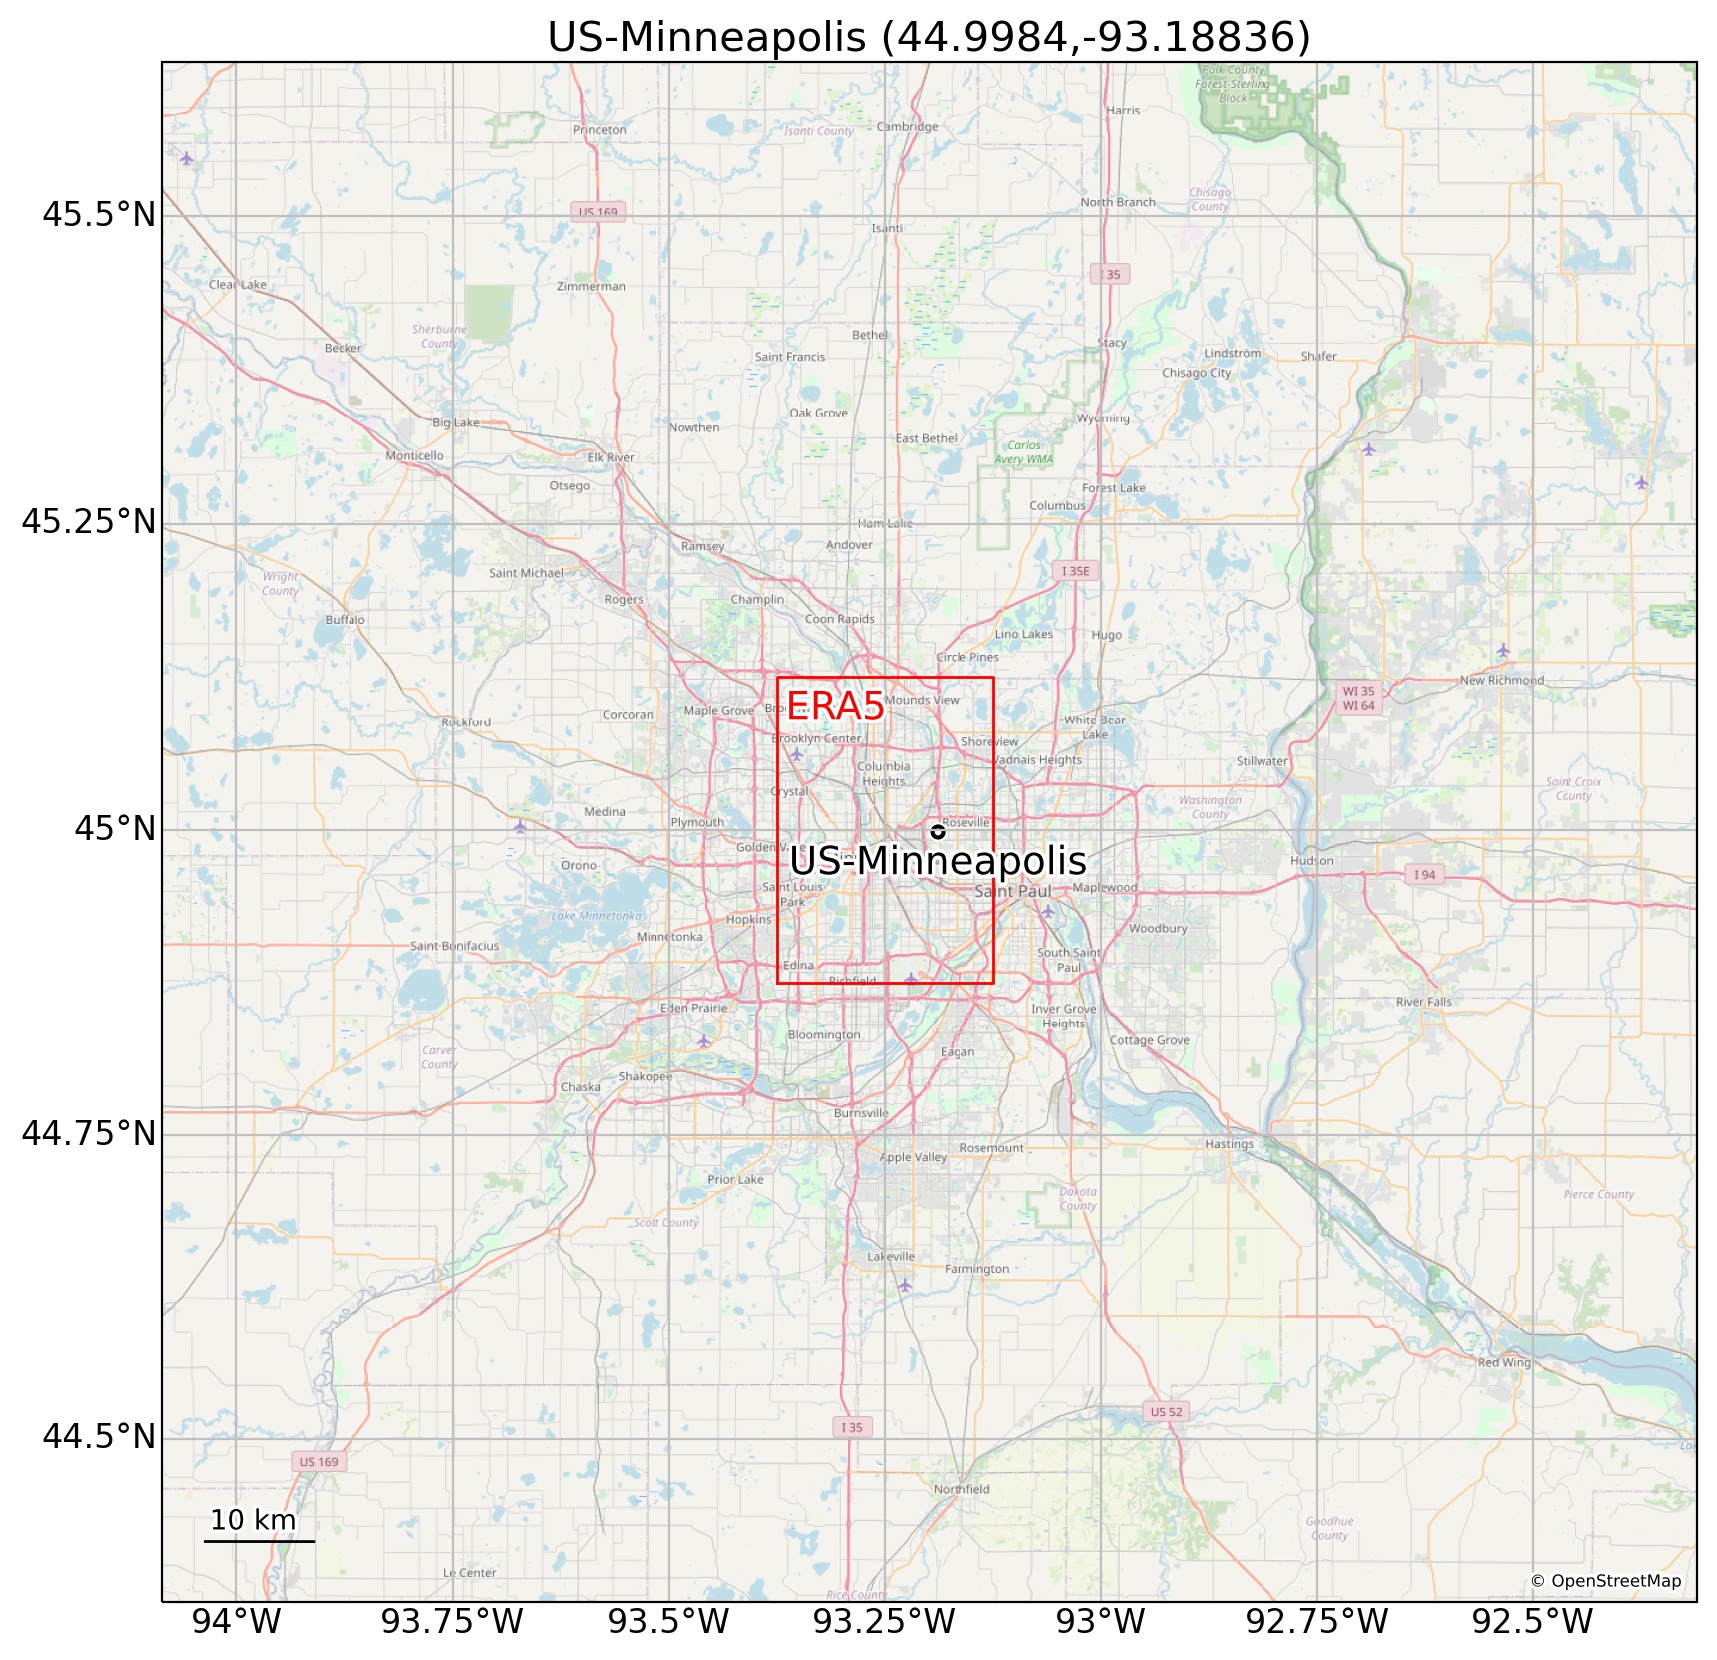 US-Minneapolis (44.9984,-93.18836)
Polk County
Forest-Sterling
Block
Harris
Princeton
Isanti County
Cambridge
Chisago
County
North Branch
US 169
45.5°N
Isanti
I 35
Clear Lake
Zimmerman
Sherburne
County
Bethel
Becker
Saint Francis
Stacy
Lindström
Shafer
Chisago City
Oak Grove
Big Lake
Nowthen
Wyoming
East Bethel
Carlos
Avery WMA
Monticello
Elk River
Otsego
Forest Lake
Columbus
45.25°N
Ham Lake
Ramsey
Andover
Saint Michael
I 35E
Wright
County
Rogers
Champlin
Buffalo
Coon Rapids
Lino Lakes
Hugo
Circle Pines
New Richmond
WI 35
WI 64
ERA5
Mounds View
Maple Grove
Corcoran
Rockford
White Bear
Lake
Brooklyn Center
Shoreview
Vadnais Heights
Stillwater
Columbia
Heights
Crystal
Saint Croix
County
Washington
County
Medina
Plymouth
Roseville
45°N
US-Minneapolis
Orono
Hudson
I 94
Saint Louis
Park
Saint Paul
Maplewood
Lake Minnetonka
Hopkins
Woodbury
Minnetonka
Saint Bonifacius
South Saint
Paul
Edina
Richfield
River Falls
Eden Prairie
Inver Grove
Heights
Bloomington
Cottage Grove
Eagan
Carver
County
Shakopee
Chaska
Burnsville
44.75°N
Hastings
Rosemount
Apple Valley
Prior Lake
Dakota
County
Pierce County
Scott County
Lakeville
Farmington
Red Wing
US 52
I 35
44.5°N
US 169
Northfield
10 km
Goodhue
County
Le Center
© OpenStreetMap
Rice County
94°W 93.75°W 93.5°W 93.25°W 93°W 92.75°W 92.5°W